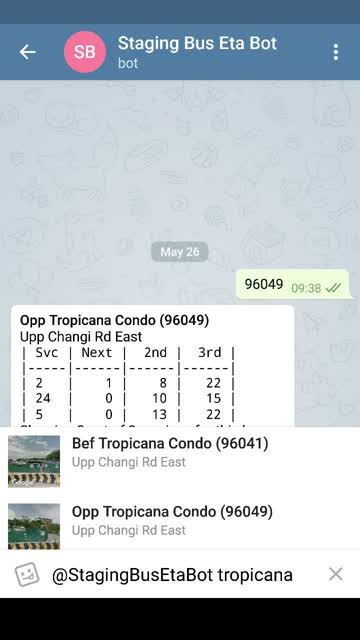 SB
Staging Bus Eta Bot
bot
May 26
96049 09:38
Opp Tropicana Condo (96049)
Upp Changi Rd East
| Svc | Next | 2nd | 3rd |
|-----|------|------|------|
| 2 | 1 | 8 | 22 |
| 24 | 0 | 10 | 15 |
| 5 | 0 | 13 | 22 |
Bef Tropicana Condo (96041)
Upp Changi Rd East
Google
Opp Tropicana Condo (96049)
Upp Changi Rd East
@StagingBusEtaBot tropicana